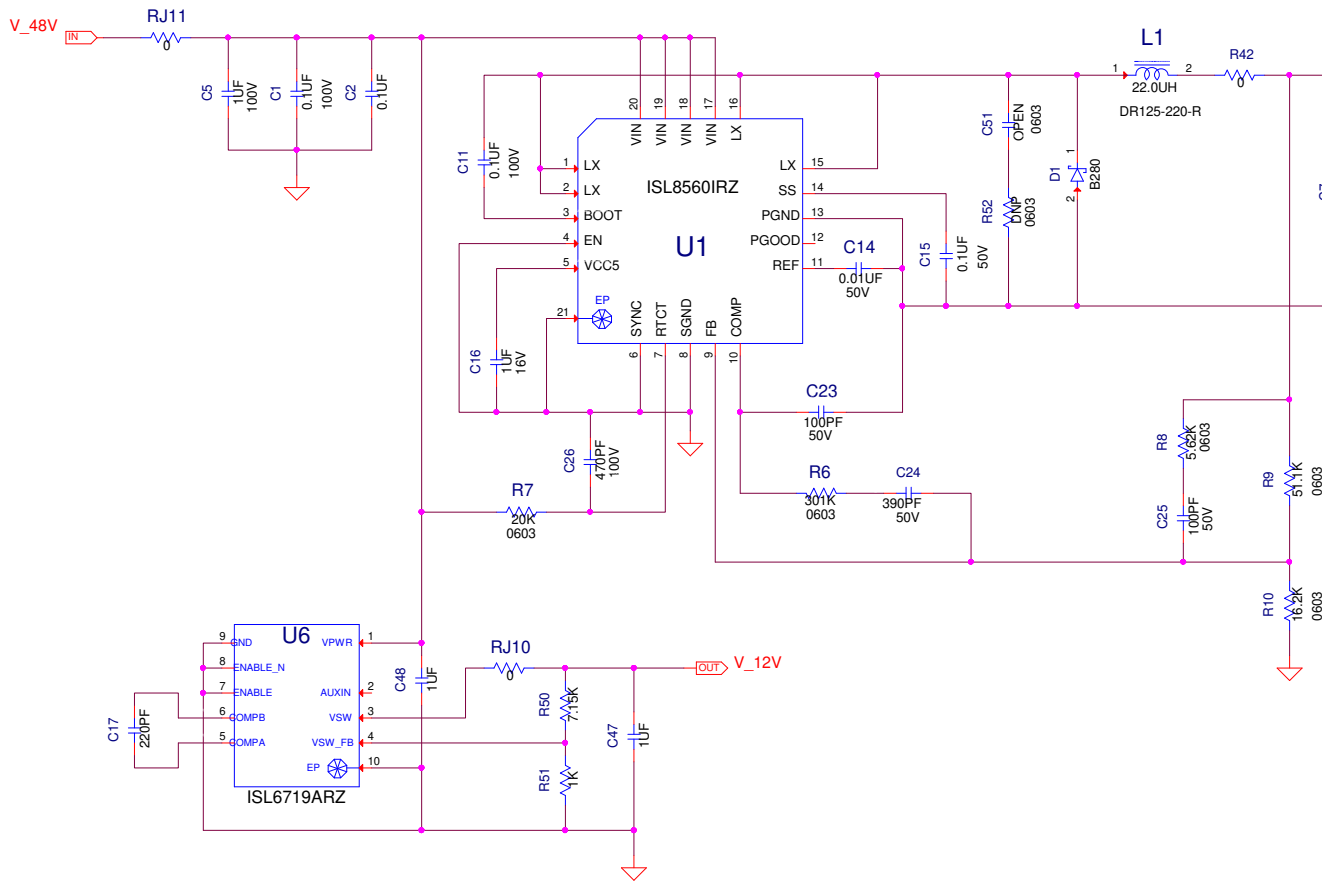 V_48V
IN
RJ11
0
C5
1UF
100V
C1
0.1UF
100V
C2
0.1UF
L1
1
2
22.0UH
DR125-220-R
R42
0
C11
0.1UF
100V
20
19
18
17
16
VIN
VIN
VIN
VIN
LX
1
LX
2
LX
3
BOOT
4
EN
5
VCC5
21
EP
ISL8560IRZ
U1
LX
15
SS
14
PGND
13
PGOOD
12
REF
11
SYNC
RTCT
SGND
FB
COMP
6
7
8
9
10
C14
0.01UF
50V
C15
0.1UF
50V
C51
OPEN
0603
R52
DNP
0603
D1
1
2
B280
C16
1UF
16V
C26
470PF
100V
R7
20K
0603
C23
100PF
50V
R6
301K
0603
C24
390PF
50V
R8
5.62K
0603
C25
100PF
50V
R9
51.1K
0603
R10
16.2K
0603
U6
9
GND
8
ENABLE_N
7
ENABLE
6
COMPB
5
COMPA
VPWR
1
AUXIN
2
VSW
3
VSW_FB
4
EP
10
ISL6719ARZ
C17
220PF
C48
1UF
RJ10
0
R50
7.15K
R51
1K
C47
1UF
OUT
V_12V